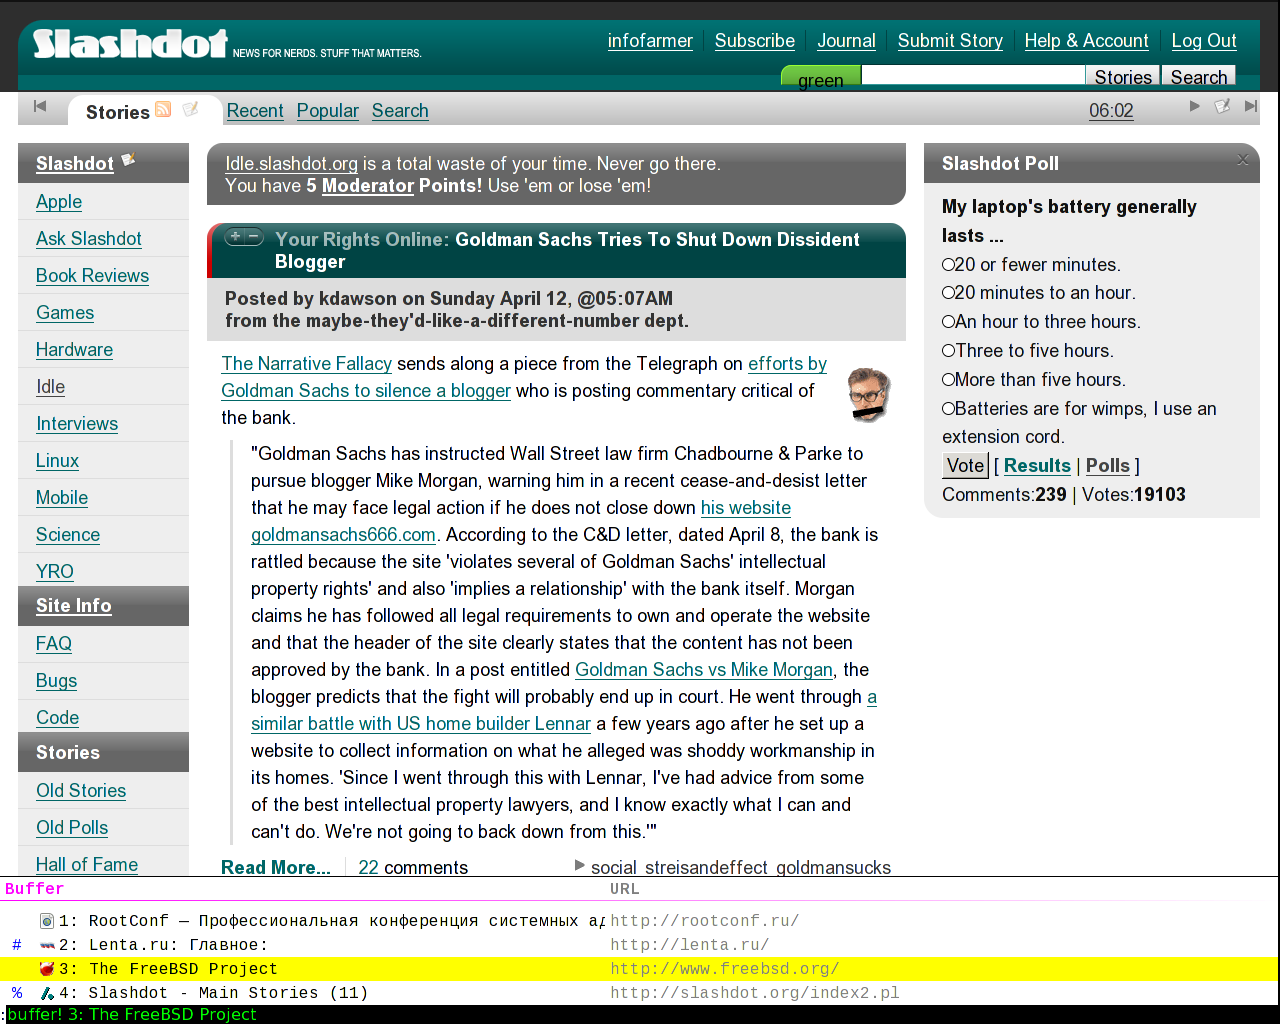 Slashdot NEWS FOR NERDS. STUFF THAT MATTERS.
infofarmer Subscribe Journal Submit Story Help & Account Log Out
green Stories Search
Stories Recent Popular Search 06:02
Slashdot
Apple
Ask Slashdot
Book Reviews
Games
Hardware
Idle
Interviews
Linux
Mobile
Science
YRO
Site Info
FAQ
Bugs
Code
Stories
Old Stories
Old Polls
Hall of Fame
Idle.slashdot.org is a total waste of your time. Never go there.
You have 5 Moderator Points! Use 'em or lose 'em!
Your Rights Online: Goldman Sachs Tries To Shut Down Dissident
Blogger
Posted by kdawson on Sunday April 12, @05:07AM
from the maybe-they'd-like-a-different-number dept.
The Narrative Fallacy sends along a piece from the Telegraph on efforts by
Goldman Sachs to silence a blogger who is posting commentary critical of
the bank.
"Goldman Sachs has instructed Wall Street law firm Chadbourne & Parke to
pursue blogger Mike Morgan, warning him in a recent cease-and-desist letter
that he may face legal action if he does not close down his website
goldmansachs666.com. According to the C&D letter, dated April 8, the bank is
rattled because the site 'violates several of Goldman Sachs' intellectual
property rights' and also 'implies a relationship' with the bank itself. Morgan
claims he has followed all legal requirements to own and operate the website
and that the header of the site clearly states that the content has not been
approved by the bank. In a post entitled Goldman Sachs vs Mike Morgan, the
blogger predicts that the fight will probably end up in court. He went through a
similar battle with US home builder Lennar a few years ago after he set up a
website to collect information on what he alleged was shoddy workmanship in
its homes. 'Since I went through this with Lennar, I've had advice from some
of the best intellectual property lawyers, and I know exactly what I can and
can't do. We're not going to back down from this.'"
Read More... 22 comments social streisandeffect goldmansucks
Slashdot Poll
My laptop's battery generally
lasts ...
20 or fewer minutes.
20 minutes to an hour.
An hour to three hours.
Three to five hours.
More than five hours.
Batteries are for wimps, I use an
extension cord.
Vote [ Results | Polls ]
Comments:239 | Votes:19103
Buffer URL
1: RootConf — Профессиональная конференция системных ад http://rootconf.ru/
# 2: Lenta.ru: Главное: http://lenta.ru/
3: The FreeBSD Project http://www.freebsd.org/
% 4: Slashdot - Main Stories (11) http://slashdot.org/index2.pl
:buffer! 3: The FreeBSD Project